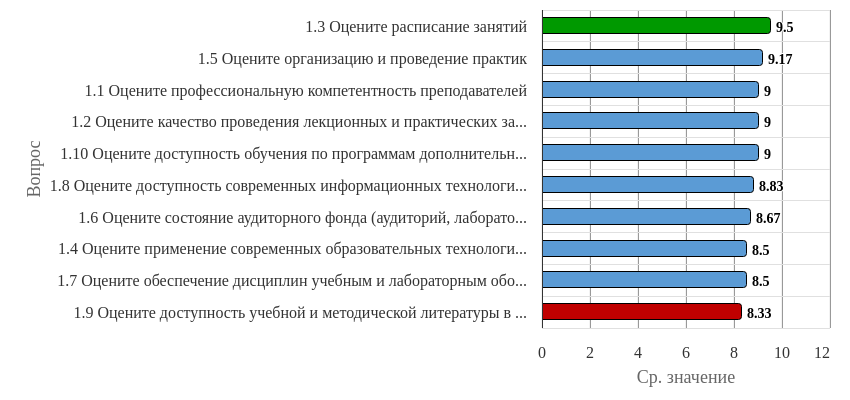 1.3 Оцените расписание занятий 9.5
1.5 Оцените организацию и проведение практик 9.17
1.1 Оцените профессиональную компетентность преподавателей 9
1.2 Оцените качество проведения лекционных и практических за... 9
1.10 Оцените доступность обучения по программам дополнительн... 9
1.8 Оцените доступность современных информационных технологи... 8.83
1.6 Оцените состояние аудиторного фонда (аудиторий, лаборато... 8.67
1.4 Оцените применение современных образовательных технологи... 8.5
1.7 Оцените обеспечение дисциплин учебным и лабораторным обо... 8.5
1.9 Оцените доступность учебной и методической литературы в ... 8.33
Вопрос
0 2 4 6 8 10 12
Ср. значение